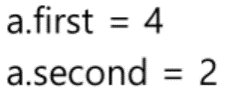 a.first = 4
a.second = 2